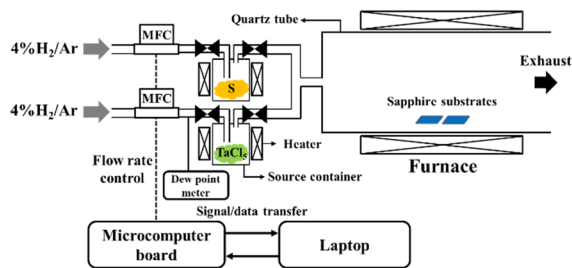 Quartz tube
MFC
4%H2/Ar
S
Exhaust
Sapphire substrates
MFC
4%H2/Ar
TaCl5
Heater
Furnace
Flow rate
control
Dew point
meter
Source container
Signal/data transfer
Microcomputer
board
Laptop